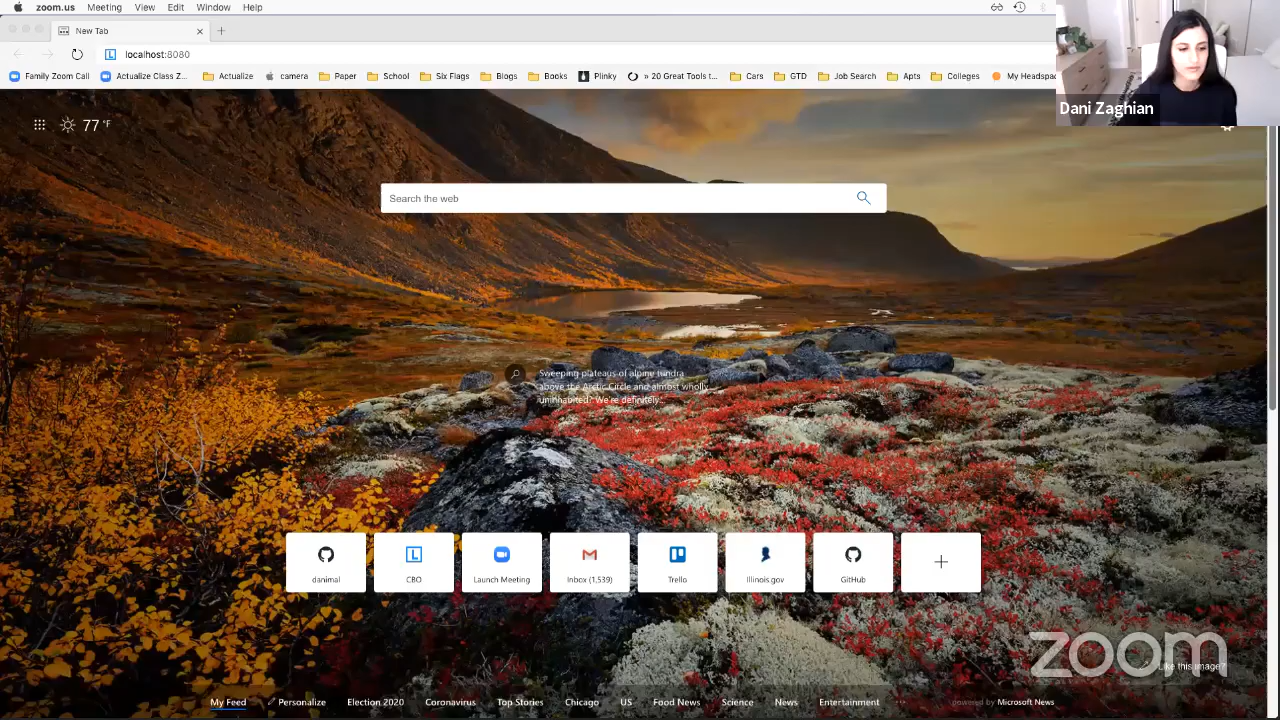 zoom.us Meeting View Edit Window Help
New Tab
localhost:8080
Family Zoom Call Actualize Class Z... Actualize camera Paper School Six Flags Blogs Books Plinky » 20 Great Tools t... Cars GTD Job Search Apts Colleges My Headspa
Dani Zaghian
77 °F
Search the web
Sweeping plateaus of alpine tundra
above the Arctic Circle and almost wholly
uninhabited? We're definitely...
danimal CBO Launch Meeting Inbox (1,539) Trello Illinois.gov GitHub
zoom
Like this image?
My Feed Personalize Election 2020 Coronavirus Top Stories Chicago US Food News Science News Entertainment ... powered by Microsoft News